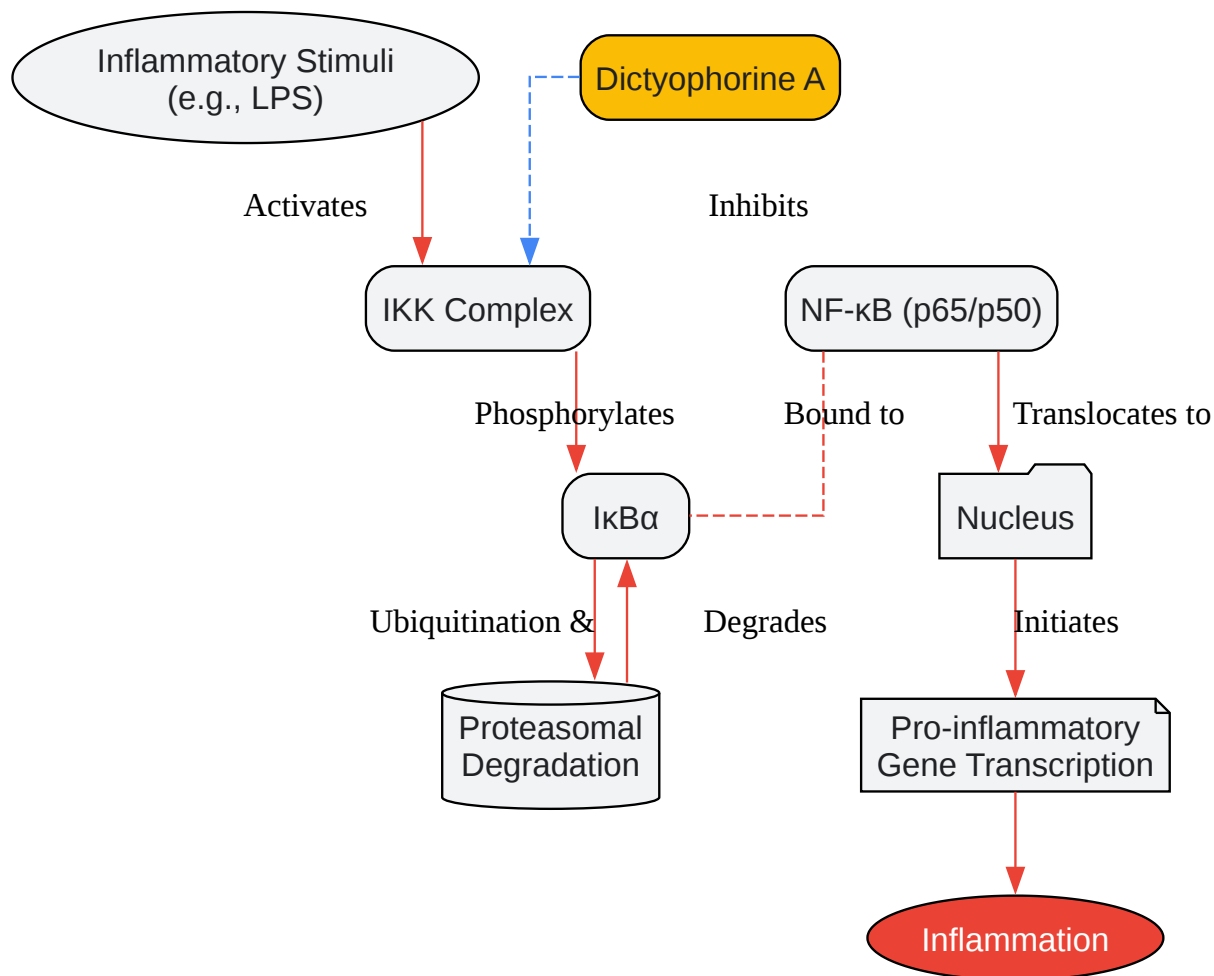 Inflammatory Stimuli
(e.g., LPS)
Dictyophorine A
Activates
Inhibits
IKK Complex
NF-κB (p65/p50)
Phosphorylates
Bound to
Translocates to
IκBα
Nucleus
Ubiquitination &
Degrades
Initiates
Proteasomal
Degradation
Pro-inflammatory
Gene Transcription
Inflammation